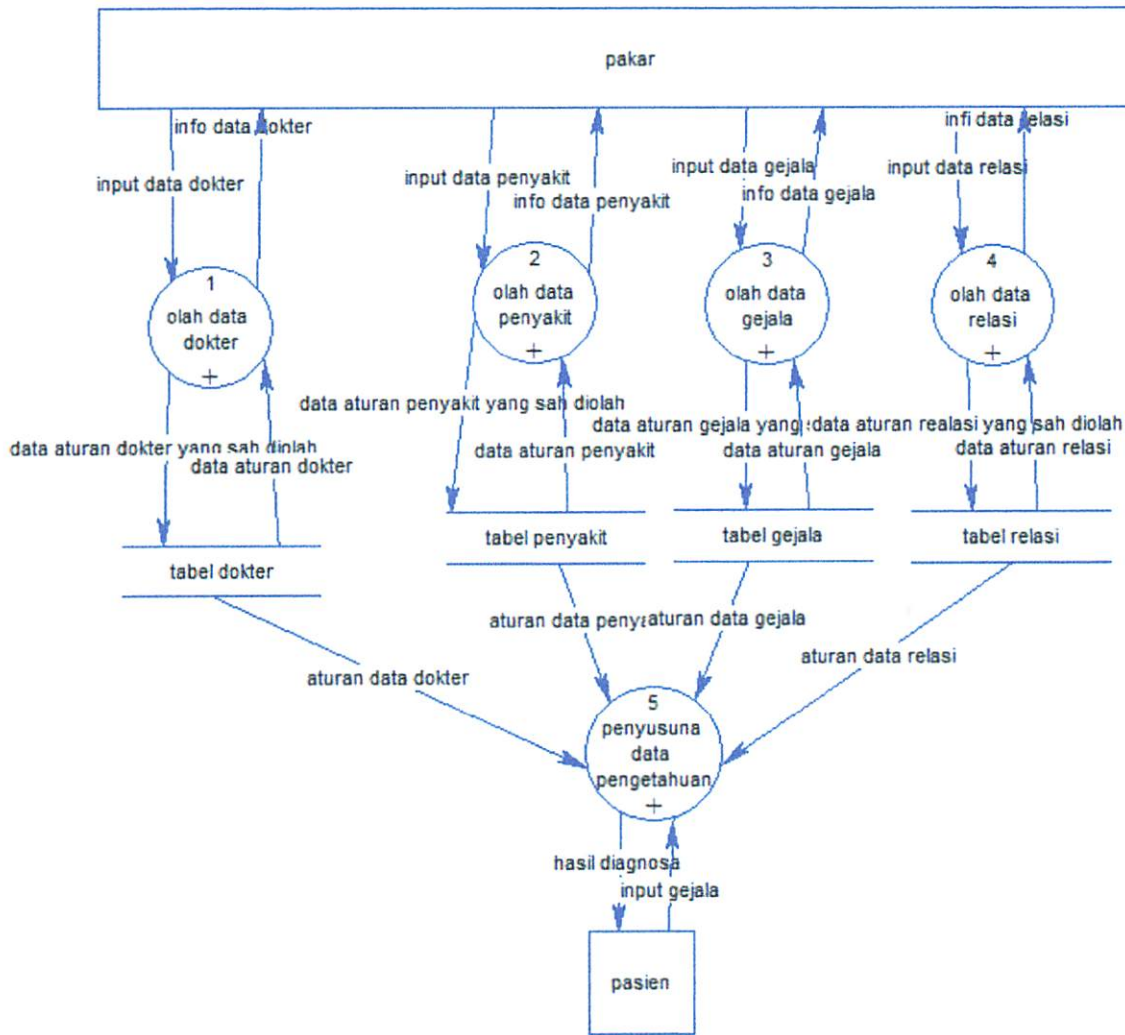 pakar
info data dokter
infi data relasi
input data dokter
input data penyakit
input data gejala
input data relasi
info data penyakit
info data gejala
1
olah data
dokter
+
2
olah data
penyakit
+
3
olah data
gejala
+
4
olah data
relasi
+
data aturan penyakit yang sah diolah
data aturan gejala yang
data aturan realasi yang sah diolah
data aturan dokter yang sah diolah
data aturan penyakit
data aturan gejala
data aturan relasi
data aturan dokter
tabel penyakit
tabel gejala
tabel relasi
tabel dokter
aturan data
aturan data gejala
aturan data relasi
aturan data dokter
5
penyusuna
data
pengetahuan
+
hasil diagnosa
input gejala
pasien